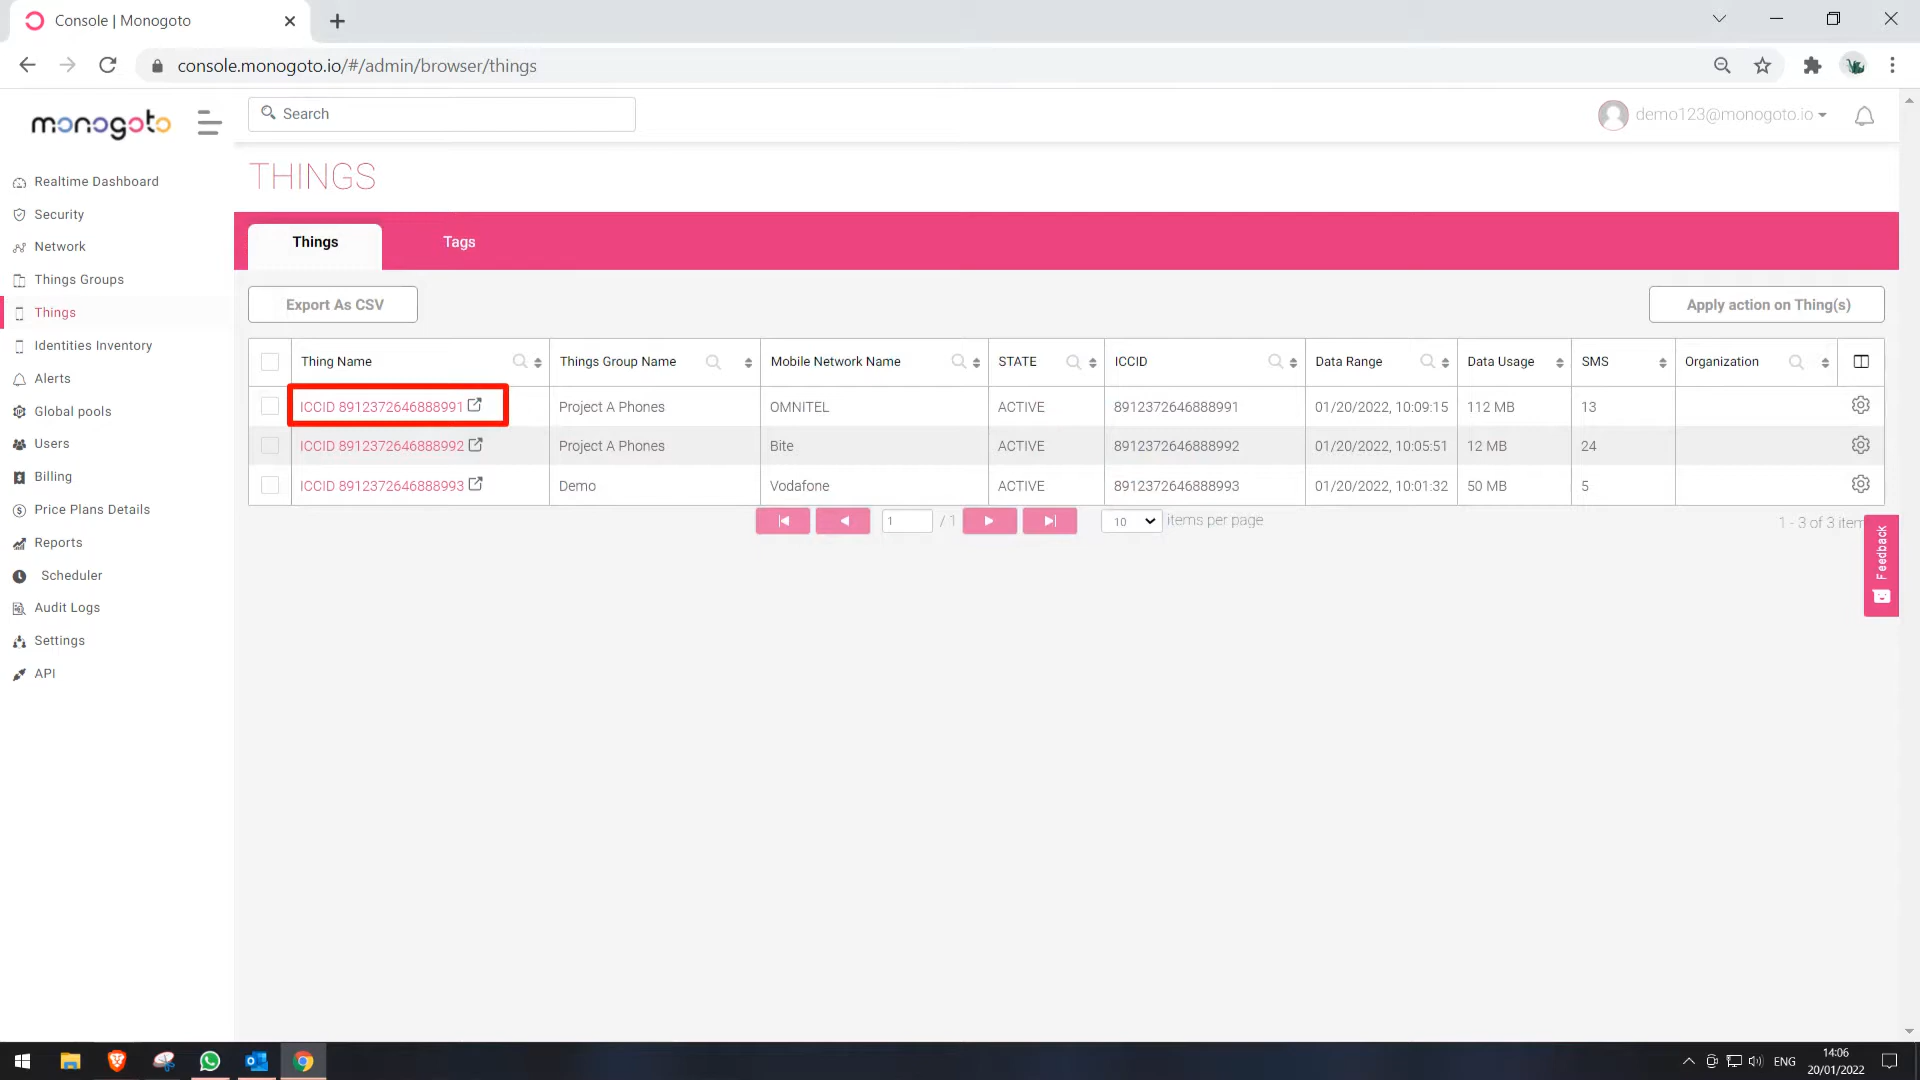 Console | Monogoto
console.monogoto.io/#/admin/browser/things
monogoto
Search
demo123@monogoto.io
Realtime Dashboard
Security
Network
Things Groups
Things
Identities Inventory
Alerts
Global pools
Users
Billing
Price Plans Details
Reports
Scheduler
Audit Logs
Settings
API
THINGS
Things Tags
Export As CSV Apply action on Thing(s)
Thing Name Things Group Name Mobile Network Name STATE ICCID Data Range Data Usage SMS Organization
ICCID 8912372646888991 Project A Phones OMNITEL ACTIVE 8912372646888991 01/20/2022, 10:09:15 112 MB 13
ICCID 8912372646888992 Project A Phones Bite ACTIVE 8912372646888992 01/20/2022, 10:05:51 12 MB 24
ICCID 8912372646888993 Demo Vodafone ACTIVE 8912372646888993 01/20/2022, 10:01:32 50 MB 5
1 / 1 10 items per page 1 - 3 of 3 item
Feedback
ENG
14:06
20/01/2022